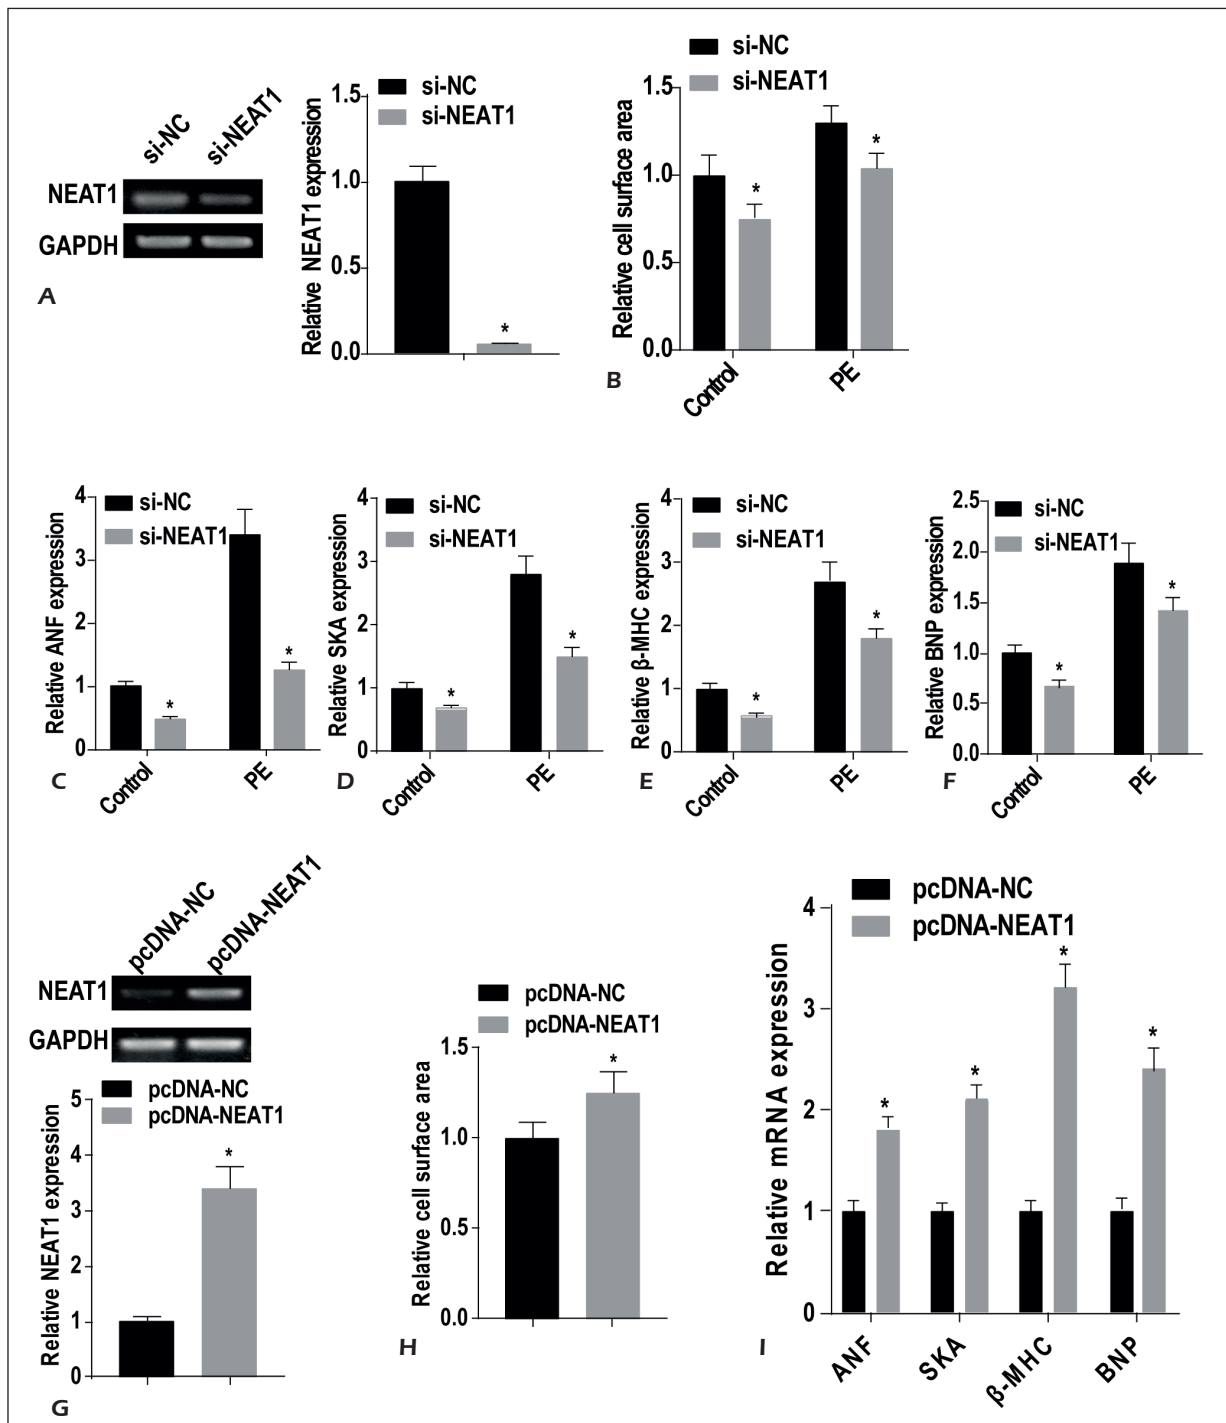 si-NC
si-NEAT1
NEAT1
GAPDH
A
si-NC
si-NEAT1
Relative NEAT1 expression
1.5
1.0
0.5
0.0
*
si-NC
si-NEAT1
Relative cell surface area
1.5
1.0
0.5
0.0
*
*
Control
PE
B
si-NC
si-NEAT1
Relative ANF expression
4
3
2
1
0
*
*
Control
PE
C
si-NC
si-NEAT1
Relative SKA expression
4
3
2
1
0
*
*
Control
PE
D
si-NC
si-NEAT1
Relative β-MHC expression
4
3
2
1
0
*
*
Control
PE
E
si-NC
si-NEAT1
Relative BNP expression
2.5
2.0
1.5
1.0
0.5
0.0
*
*
Control
PE
F
pcDNA-NC
pcDNA-NEAT1
NEAT1
GAPDH
pcDNA-NC
pcDNA-NEAT1
Relative NEAT1 expression
5
4
3
2
1
0
*
G
pcDNA-NC
pcDNA-NEAT1
Relative cell surface area
1.5
1.0
0.5
0.0
*
H
pcDNA-NC
pcDNA-NEAT1
Relative mRNA expression
4
3
2
1
0
*
*
*
*
ANF
SKA
β-MHC
BNP
I